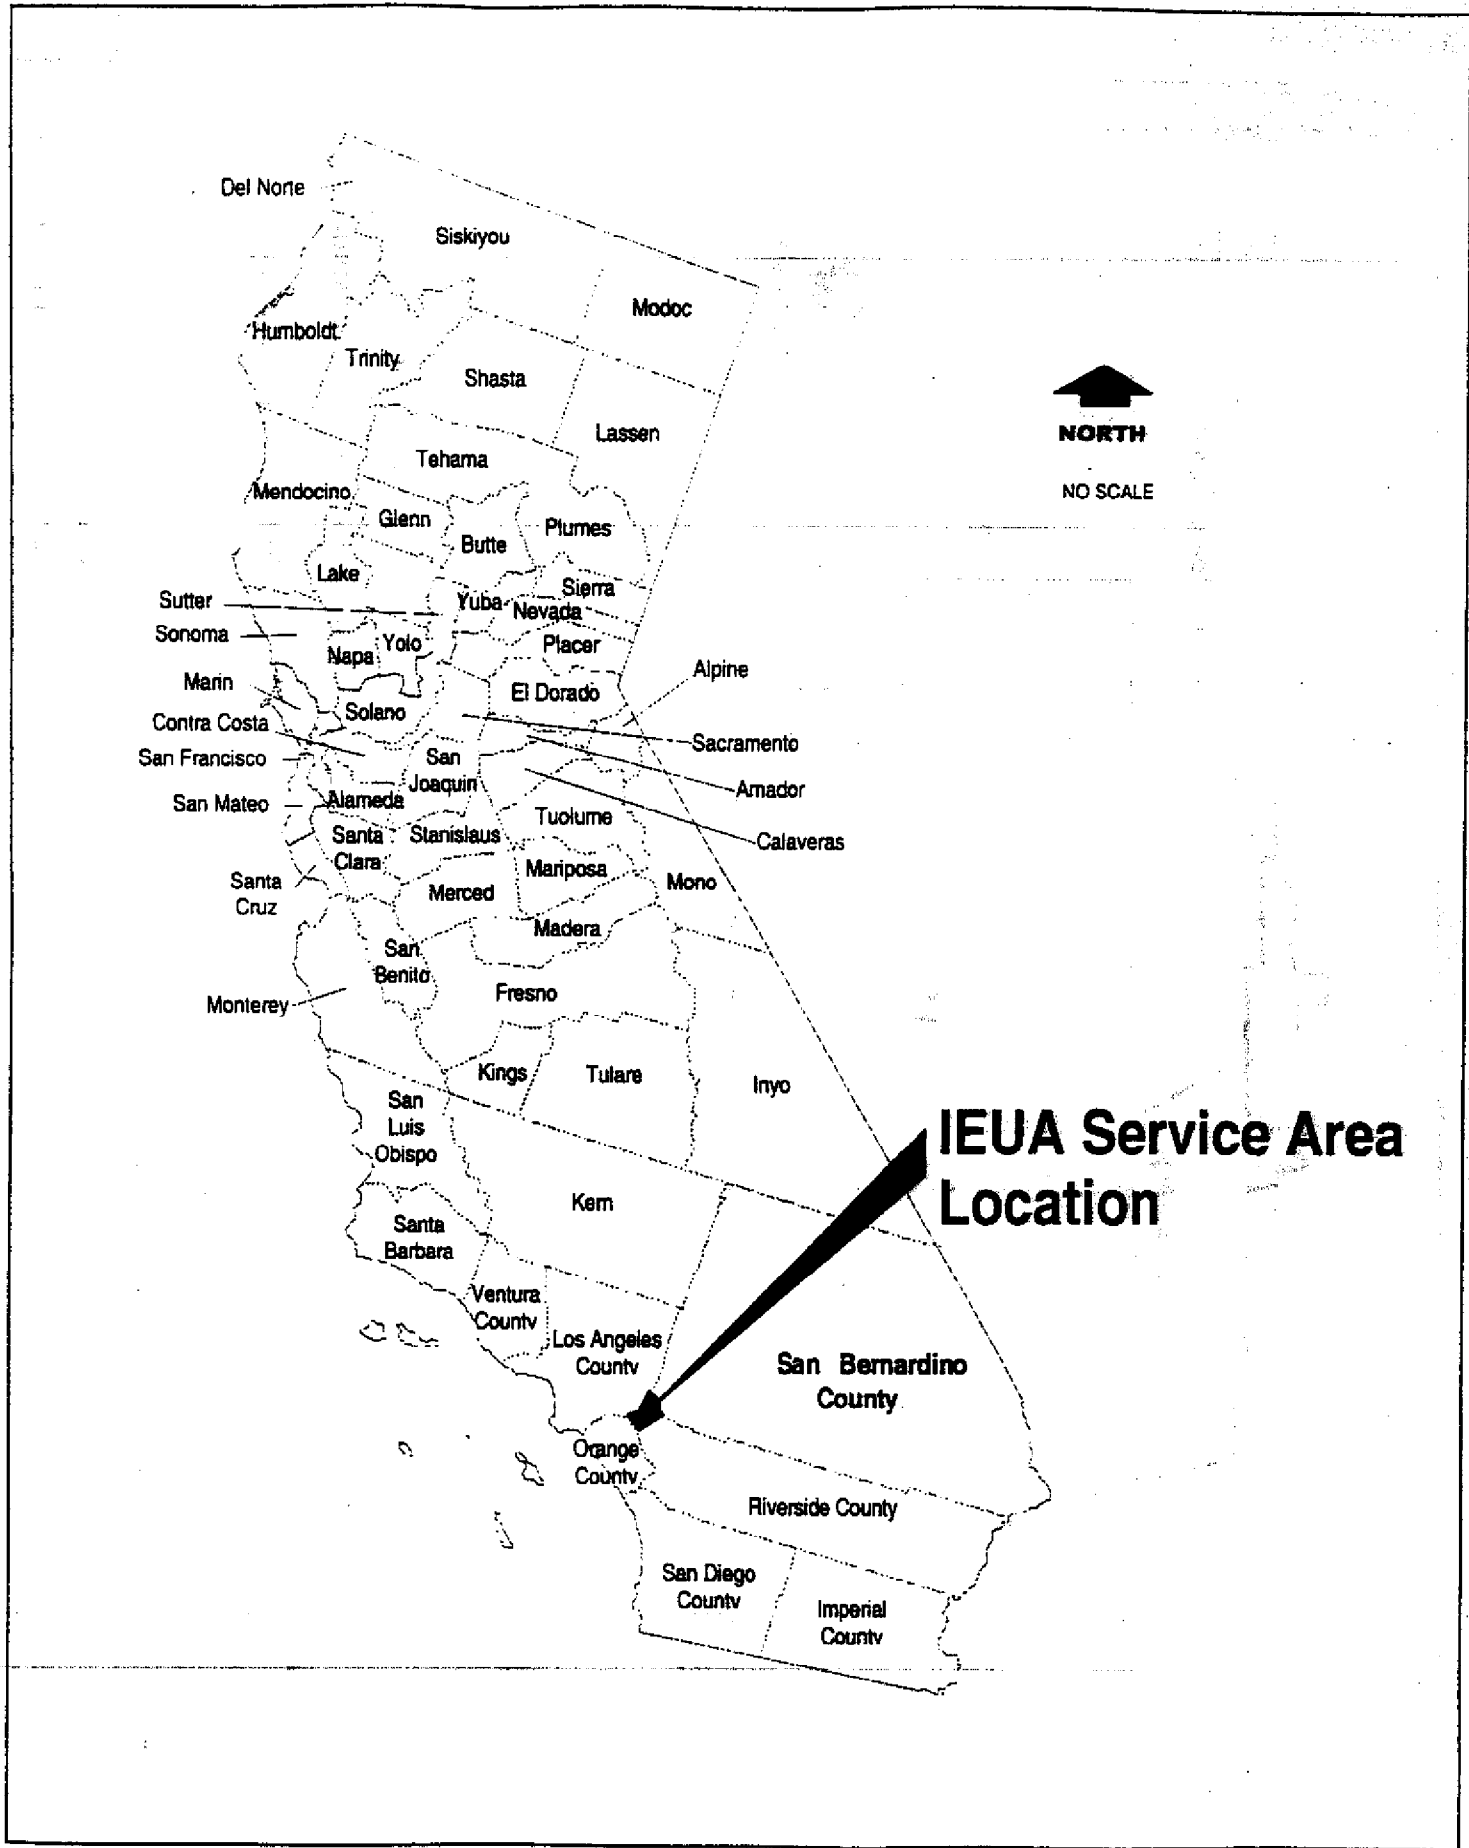 Del Norte
Siskiyou
Modoc
Humboldt
Trinity
Shasta
NORTH
Lassen
Tehama
NO SCALE
Mendocino
Glenn
Plumes
Butte
Lake
Sierra
Sutter
Yuba
Nevada
Sonoma
Yolo
Placer
Napa
Marin
Alpine
El Dorado
Solano
Contra Costa
Sacramento
San Francisco
San
Joaquin
Amador
San Mateo
Alameda
Tuolume
Santa
Clara
Stanislaus
Calaveras
Mariposa
Santa
Cruz
Merced
Mono
Madera
San
Benito
Monterey
Fresno
Kings
Tulare
Inyo
San
Luis
Obispo
IEUA Service Area
Location
Kern
Santa
Barbara
Ventura
County
Los Angeles
County
San Bernardino
County
Orange
County
Riverside County
San Diego
County
Imperial
County